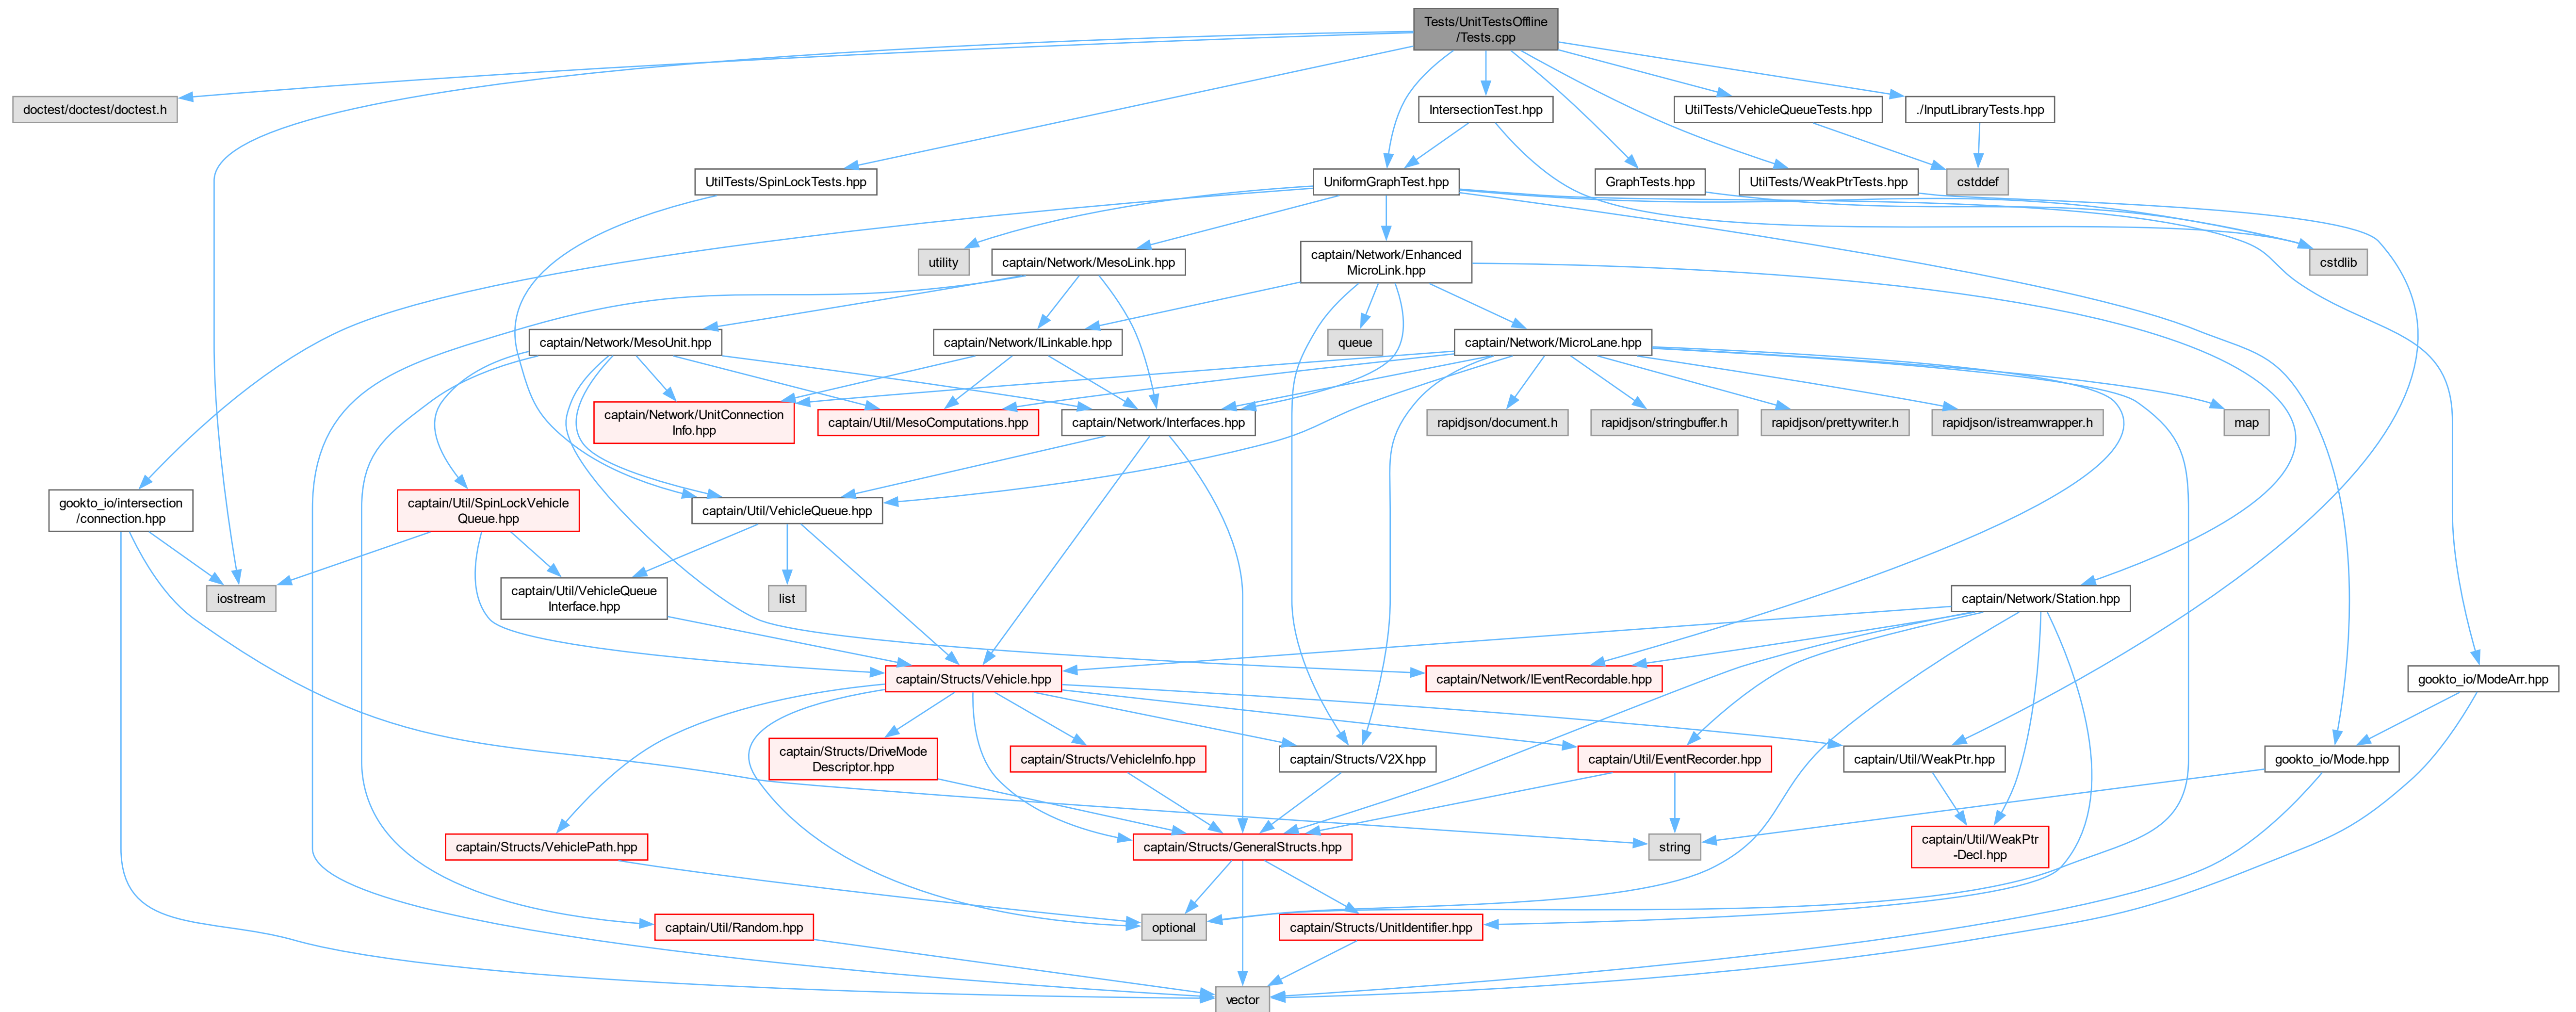 Tests/UnitTestsOffline
/Tests.cpp
doctest/doctest/doctest.h
IntersectionTest.hpp
UtilTests/VehicleQueueTests.hpp
./InputLibraryTests.hpp
UtilTests/SpinLockTests.hpp
UniformGraphTest.hpp
GraphTests.hpp
UtilTests/WeakPtrTests.hpp
cstddef
utility
captain/Network/MesoLink.hpp
captain/Network/Enhanced
MicroLink.hpp
cstdlib
captain/Network/MesoUnit.hpp
captain/Network/ILinkable.hpp
queue
captain/Network/MicroLane.hpp
captain/Network/UnitConnection
Info.hpp
captain/Util/MesoComputations.hpp
captain/Network/Interfaces.hpp
rapidjson/document.h
rapidjson/stringbuffer.h
rapidjson/prettywriter.h
rapidjson/istreamwrapper.h
map
gookto_io/intersection
/connection.hpp
captain/Util/SpinLockVehicle
Queue.hpp
captain/Util/VehicleQueue.hpp
iostream
captain/Util/VehicleQueue
Interface.hpp
list
captain/Network/Station.hpp
captain/Structs/Vehicle.hpp
captain/Network/IEventRecordable.hpp
gookto_io/ModeArr.hpp
captain/Structs/DriveMode
Descriptor.hpp
captain/Structs/VehicleInfo.hpp
captain/Structs/V2X.hpp
captain/Util/EventRecorder.hpp
captain/Util/WeakPtr.hpp
gookto_io/Mode.hpp
captain/Structs/VehiclePath.hpp
captain/Structs/GeneralStructs.hpp
string
captain/Util/WeakPtr
-Decl.hpp
captain/Util/Random.hpp
optional
captain/Structs/UnitIdentifier.hpp
vector